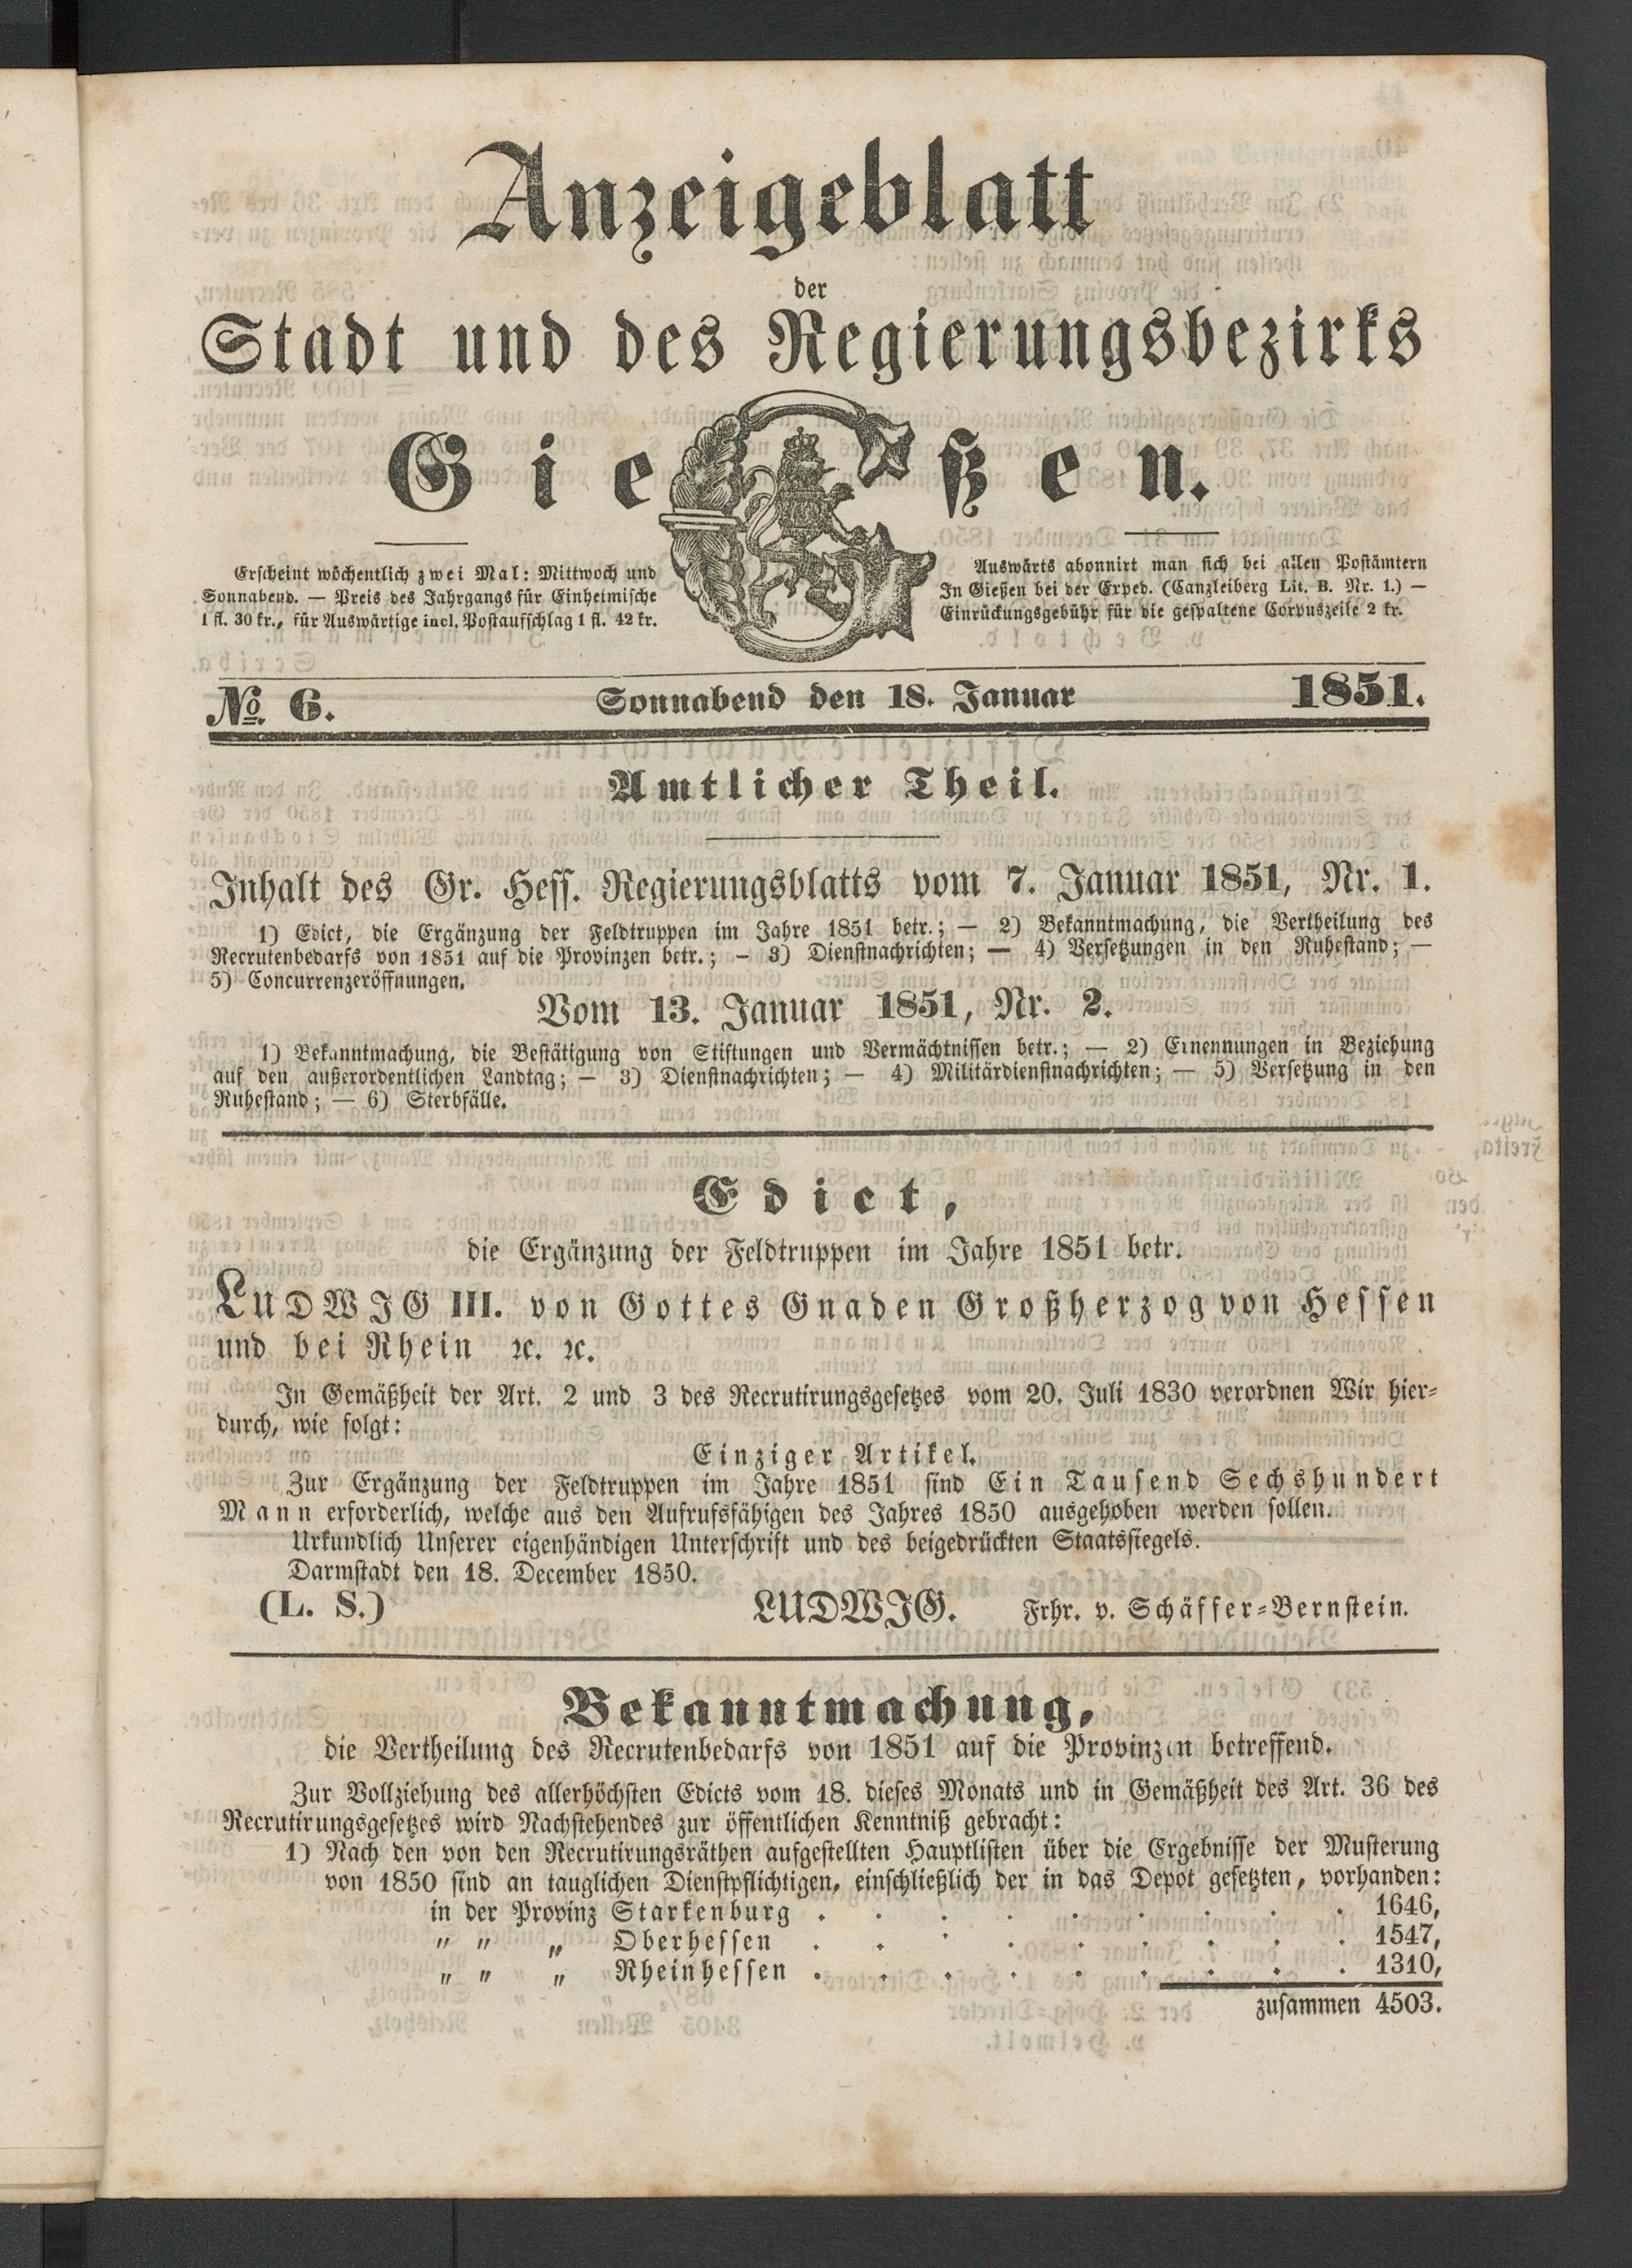 Anzeigeblatt
der
Stadt und des Regierungsbezirks
Gießen.
Erscheint wöchentlich zwei Mal: Mittwoch und
Sonnabend. — Preis des Jahrgangs für Einheimische
1 fl. 30 kr., für Auswärtige incl. Postaufschlag 1 fl. 42 kr.
Auswärts abonnirt man sich bei allen Postämtern
In Gießen bei der Exped. (Canzleiberg Lit. B. Nr. 1.) —
Einrückungsgebühr für die gespaltene Corpuszeile 2 kr.
No. 6. Sonnabend den 18. Januar 1851.
Amtlicher Theil.
Inhalt des Gr. Hess. Regierungsblatts vom 7. Januar 1851, Nr. 1.
1) Edict, die Ergänzung der Feldtruppen im Jahre 1851 betr.; — 2) Bekanntmachung, die Vertheilung des
Recrutenbedarfs von 1851 auf die Provinzen betr.; – 3) Dienstnachrichten; — 4) Versetzungen in den Ruhestand; —
5) Concurrenzeröffnungen.
Vom 13. Januar 1851, Nr. 2.
1) Bekanntmachung, die Bestätigung von Stiftungen und Vermächtnissen betr.; — 2) Ernennungen in Beziehung
auf den außerordentlichen Landtag; — 3) Dienstnachrichten; — 4) Militärdienstnachrichten; — 5) Versetzung in den
Ruhestand; — 6) Sterbfälle.
Edict,
die Ergänzung der Feldtruppen im Jahre 1851 betr.
LUDWIG III. von Gottes Gnaden Großherzog von Hessen
und bei Rhein ꝛc. ꝛc.
In Gemäßheit der Art. 2 und 3 des Recrutirungsgesetzes vom 20. Juli 1830 verordnen Wir hier-
durch, wie folgt:
Einziger Artikel.
Zur Ergänzung der Feldtruppen im Jahre 1851 sind Ein Tausend Sechshundert
Mann erforderlich, welche aus den Aufrufsfähigen des Jahres 1850 ausgehoben werden sollen.
Urkundlich Unserer eigenhändigen Unterschrift und des beigedrückten Staatssiegels.
Darmstadt den 18. December 1850.
(L. S.) LUDWIG. Frhr. v. Schäffer-Bernstein.
Bekanntmachung,
die Vertheilung des Recrutenbedarfs von 1851 auf die Provinzen betreffend.
Zur Vollziehung des allerhöchsten Edicts vom 18. dieses Monats und in Gemäßheit des Art. 36 des
Recrutirungsgesetzes wird Nachstehendes zur öffentlichen Kenntniß gebracht:
1) Nach den von den Recrutirungsräthen aufgestellten Hauptlisten über die Ergebnisse der Musterung
von 1850 sind an tauglichen Dienstpflichtigen, einschließlich der in das Depot gesetzten, vorhanden:
in der Provinz Starkenburg . . . . . . . . . 1646,
„ „ „ Oberhessen . . . . . . . . . 1547,
„ „ „ Rheinhessen . . . . . . . . . 1310,
zusammen 4503.